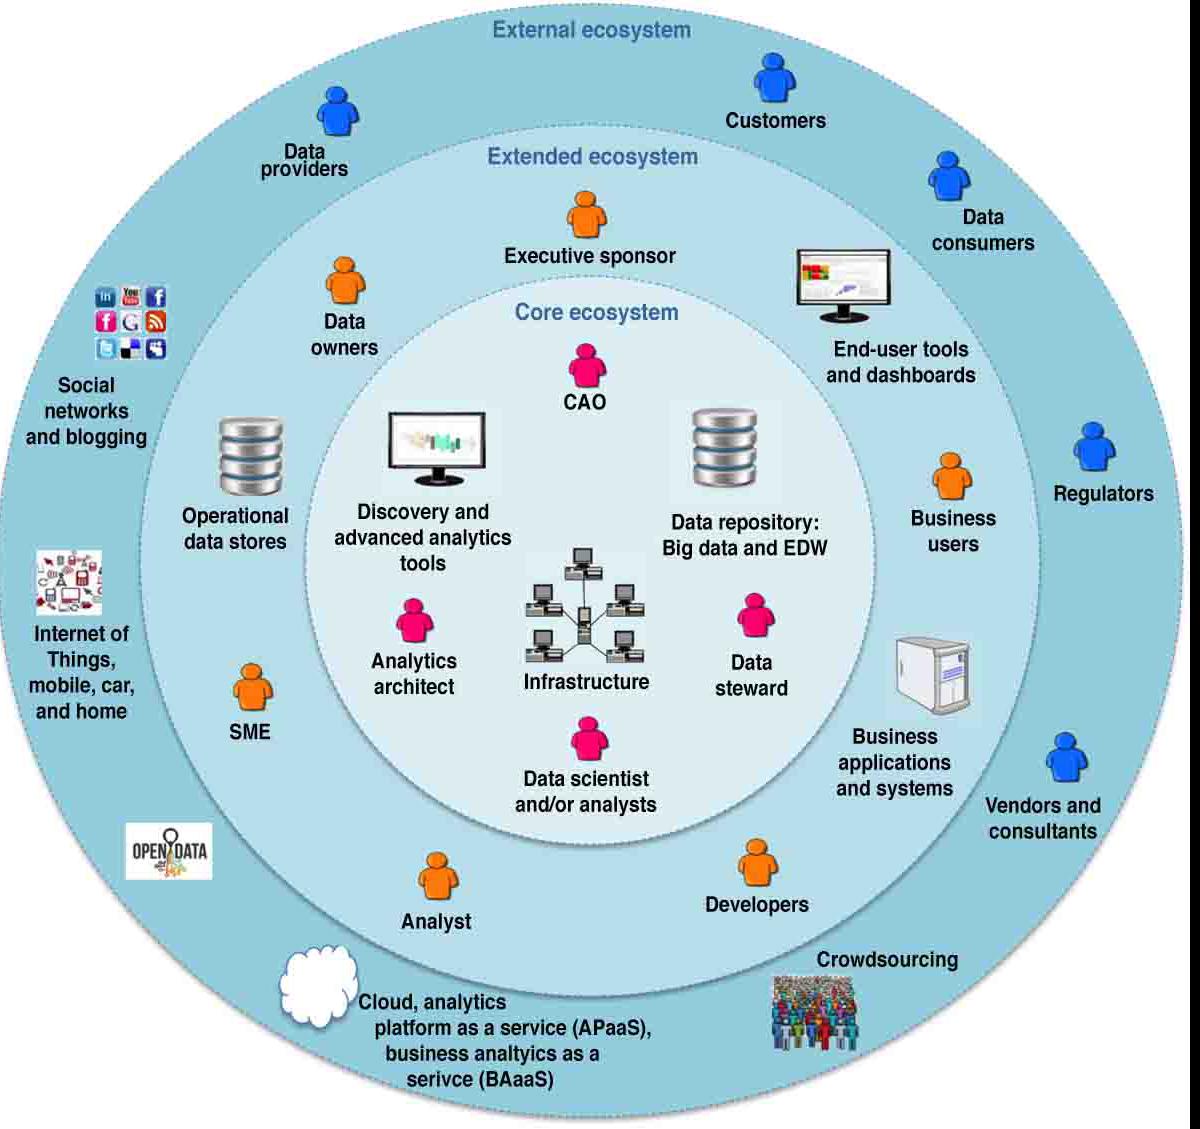 External ecosystem
Customers
Data
providers
Extended ecosystem
Data
consumers
Executive sponsor
Data
owners
in You Tube f
f G
Core ecosystem
End-user tools
and dashboards
Social
networks
and blogging
CAO
Regulators
Operational
data stores
Discovery and
advanced analytics
tools
Data repository:
Big data and EDW
Business
users
Internet of
Things,
mobile, car,
and home
Analytics
architect
Infrastructure
Data
steward
SME
Business
applications
and systems
Data scientist
and/or analysts
Vendors and
consultants
OPEN DATA
Analyst
Developers
Crowdsourcing
Cloud, analytics
platform as a service (APaaS),
business analtyics as a
serivce (BAaaS)